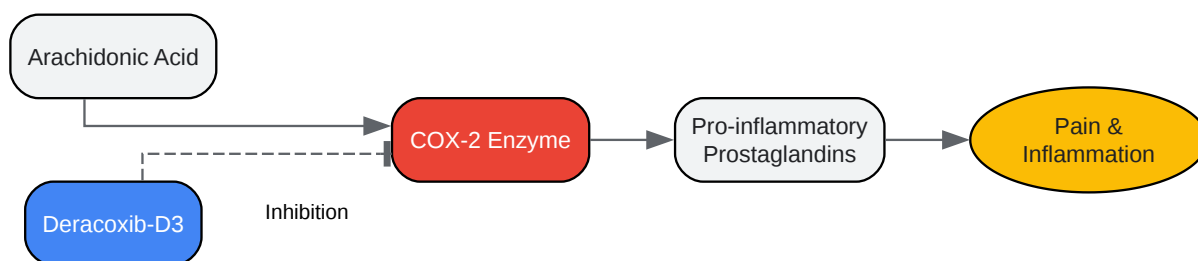 Arachidonic Acid
COX-2 Enzyme
Pro-inflammatory
Prostaglandins
Pain &
Inflammation
Deracoxib-D3
Inhibition